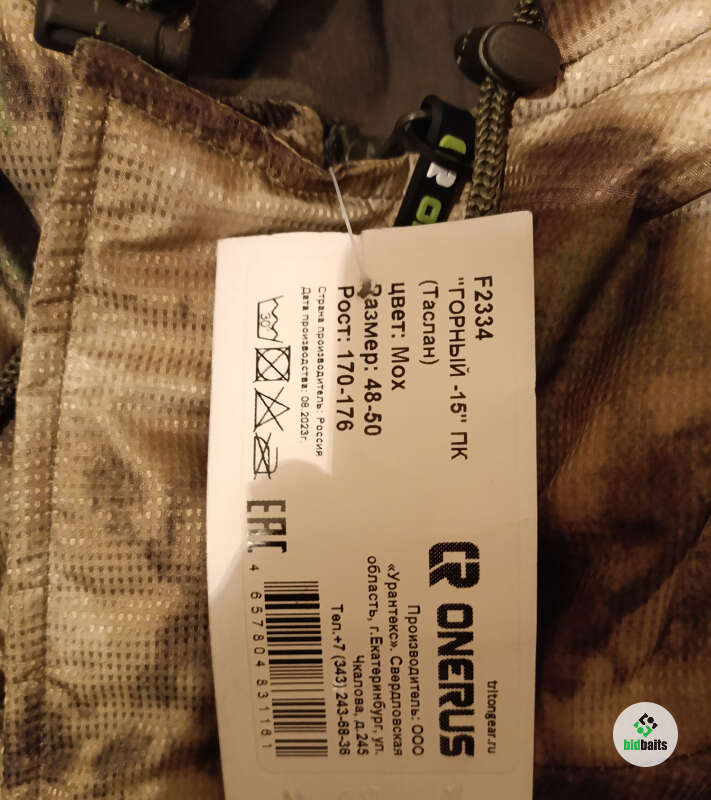 F2334
"ГОРНЫЙ -15" ПК
(Таслан)
цвет: Мох
Размер: 48-50
Рост: 170-176
Страна производитель: Россия
Дата производства: 08.2023г.
30°
ONERUS
tritongear.ru
Производитель: ООО
«Урантекс». Свердловская
область, г.Екатеринбург, ул.
Чкалова, д.245
Тел.+7 (343) 243-68-36
EAC
4 657804 831161
bidbaits